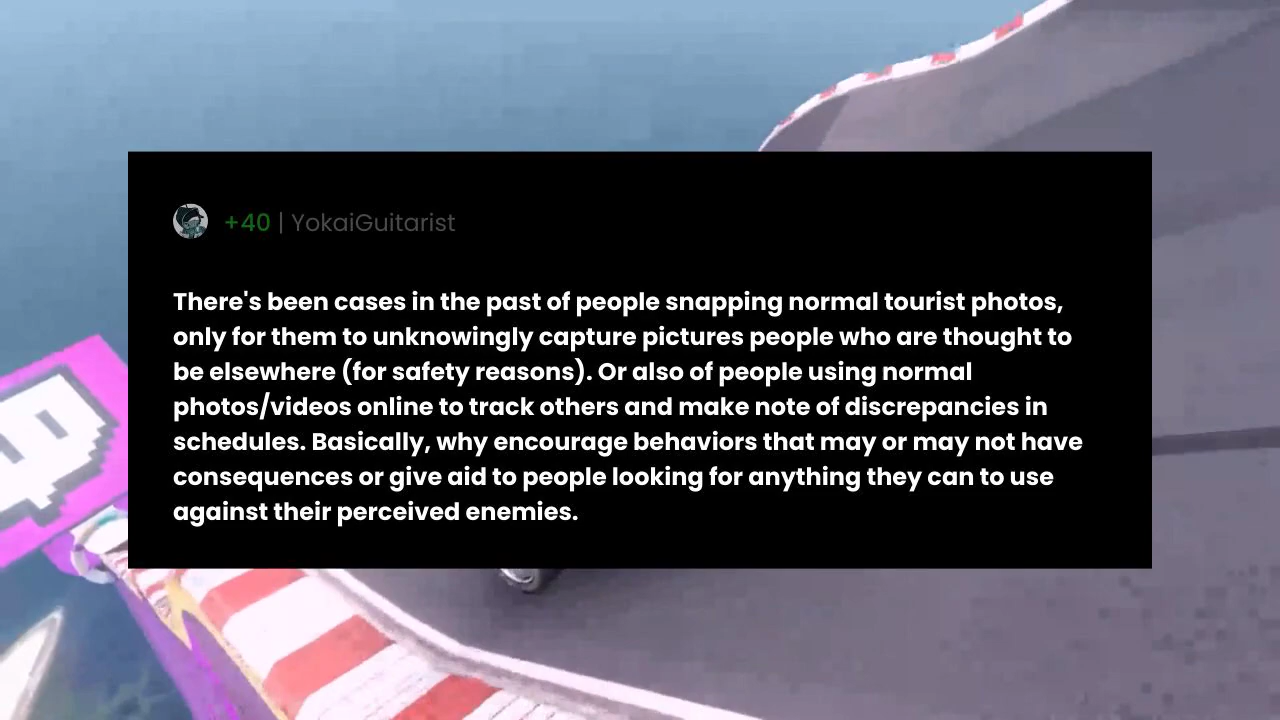 +40 | YokaiGuitarist
There's been cases in the past of people snapping normal tourist photos,
only for them to unknowingly capture pictures people who are thought to
be elsewhere (for safety reasons). Or also of people using normal
photos/videos online to track others and make note of discrepancies in
schedules. Basically, why encourage behaviors that may or may not have
consequences or give aid to people looking for anything they can to use
against their perceived enemies.